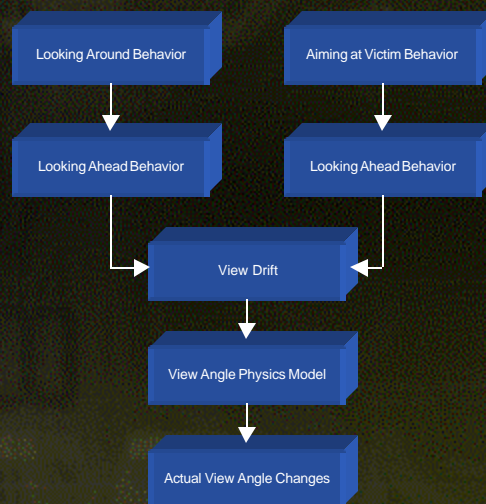 Looking Around Behavior
Aiming at Victim Behavior
Looking Ahead Behavior
Looking Ahead Behavior
View Drift
View Angle Physics Model
Actual View Angle Changes